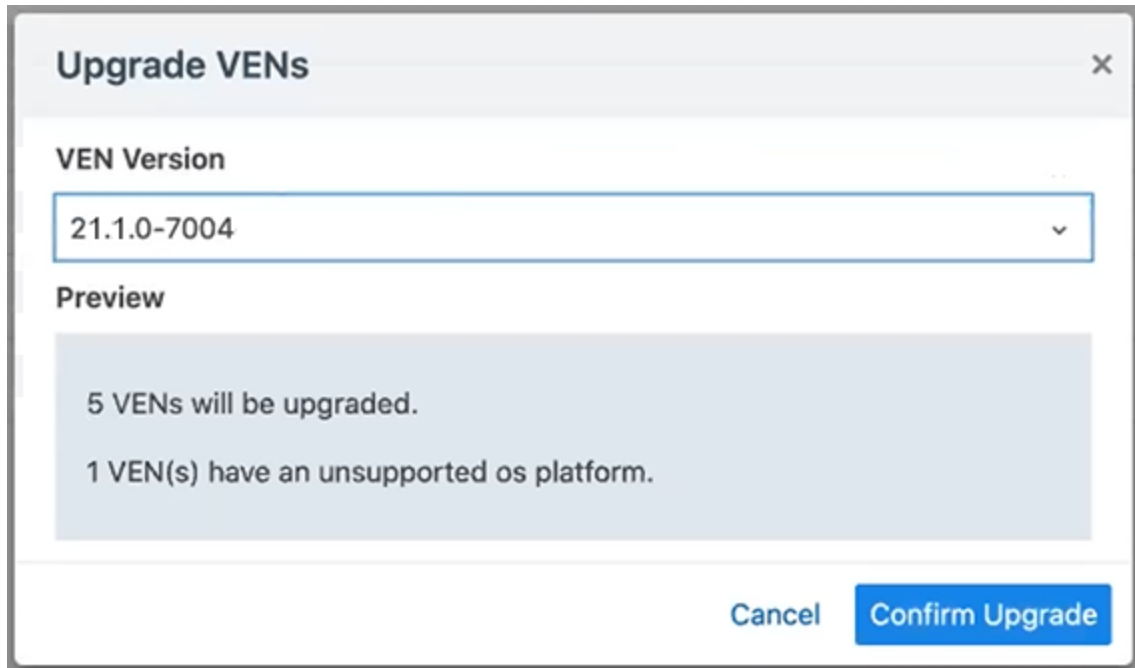 Upgrade VENs
VEN Version
21.1.0-7004
Preview
5 VENs will be upgraded.
1 VEN(s) have an unsupported os platform.
Cancel
Confirm Upgrade